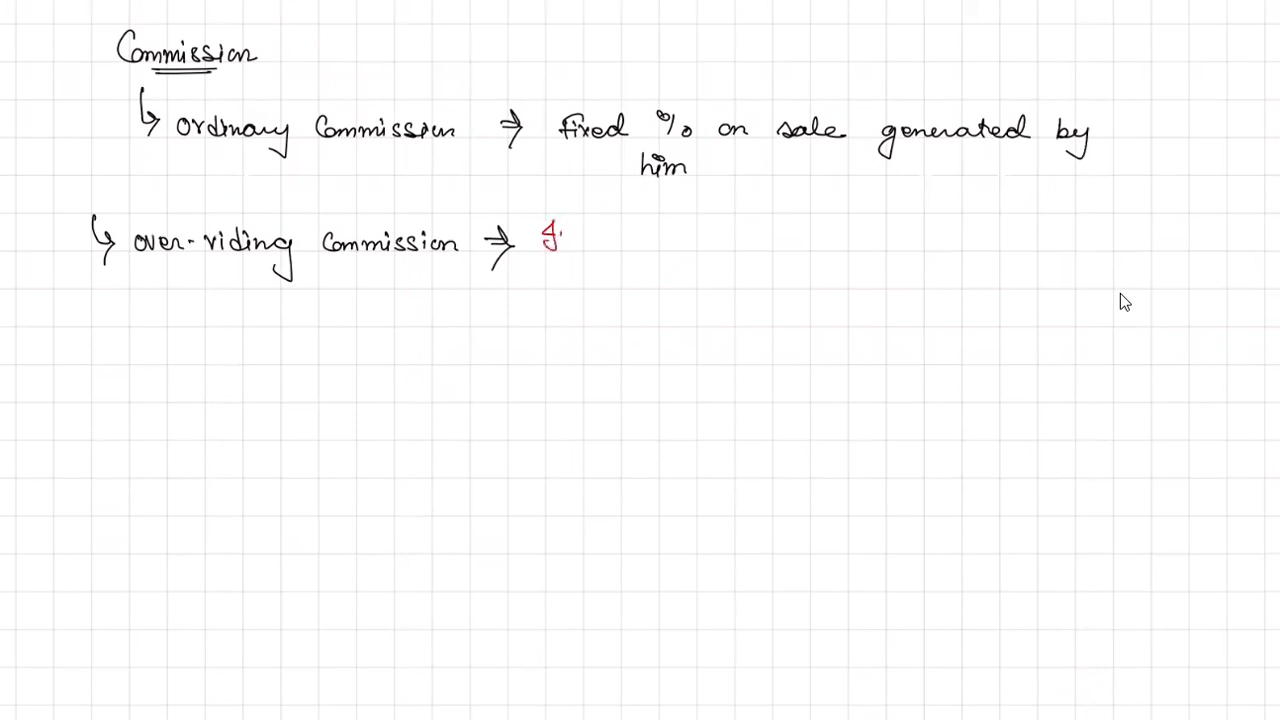 Commission
↳ ordinary Commission ⇒ fixed % on sale generated by
him
↳ over-riding Commission ⇒